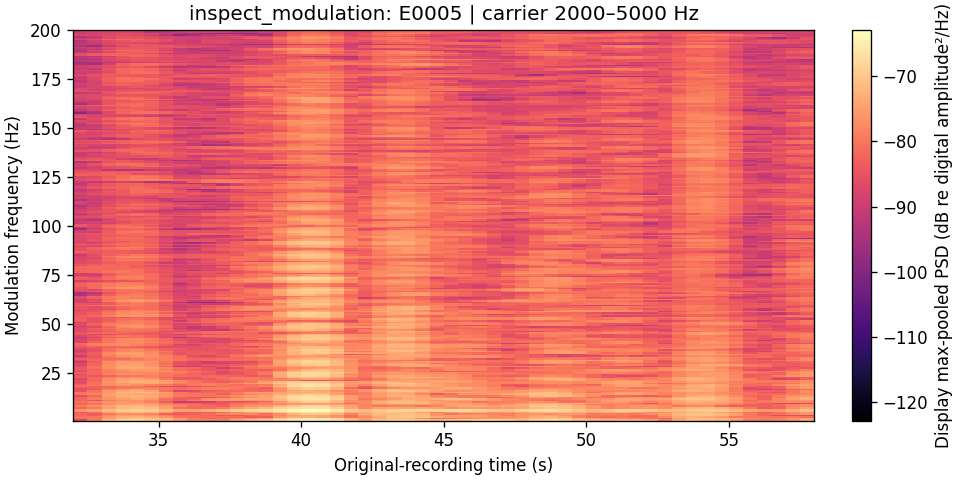 inspect_modulation: E0005 | carrier 2000–5000 Hz
200
175
150
125
100
75
50
25
Modulation frequency (Hz)
35 40 45 50 55
Original-recording time (s)
−70
−80
−90
−100
−110
−120
Display max-pooled PSD (dB re digital amplitude²/Hz)